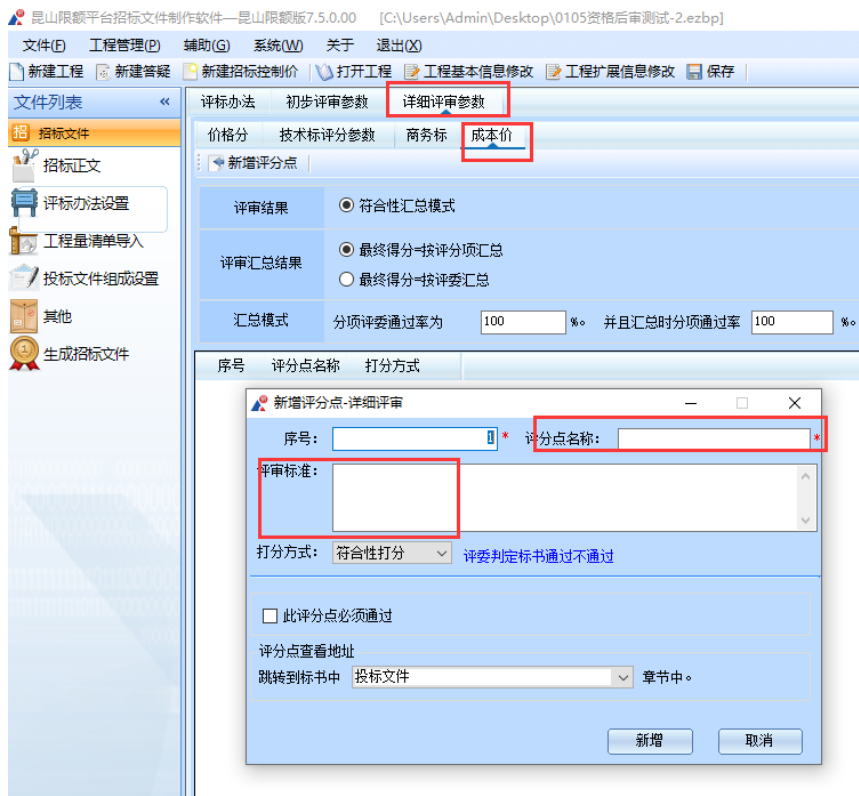 昆山限额平台招标文件制作软件—昆山限额版7.5.0.00 [C:\Users\Admin\Desktop\0105资格后审测试-2.ezbp]
文件(F) 工程管理(P) 辅助(G) 系统(W) 关于 退出(X)
新建工程 新建答疑 新建招标控制价 打开工程 工程基本信息修改 工程扩展信息修改 保存
文件列表 «
招 招标文件
招标正文
评标办法设置
工程量清单导入
投标文件组成设置
其他
生成招标文件
评标办法 初步评审参数 详细评审参数
价格分 技术标评分参数 商务标 成本价
新增评分点
评审结果 符合性汇总模式
评审汇总结果 最终得分=按评分项汇总
最终得分=按评委汇总
汇总模式 分项评委通过率为 100 %。 并且汇总时分项通过率 100 %。
序号 评分点名称 打分方式
新增评分点-详细评审
序号： 1 * 评分点名称： *
评审标准：
打分方式： 符合性打分 评委判定标书通过不通过
此评分点必须通过
评分点查看地址
跳转到标书中 投标文件 章节中。
新增 取消